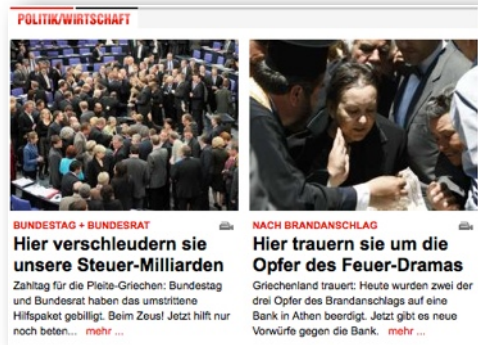 POLITIK/WIRTSCHAFT
BUNDESTAG + BUNDESRAT
Hier verschleudern sie
unsere Steuer-Milliarden
Zahltag für die Pleite-Griechen: Bundestag
und Bundesrat haben das umstrittene
Hilfspaket gebilligt. Beim Zeus! Jetzt hilft nur
noch beten... mehr ...
NACH BRANDANSCHLAG
Hier trauern sie um die
Opfer des Feuer-Dramas
Griechenland trauert: Heute wurden zwei der
drei Opfer des Brandanschlags auf eine
Bank in Athen beerdigt. Jetzt gibt es neue
Vorwürfe gegen die Bank. mehr ...